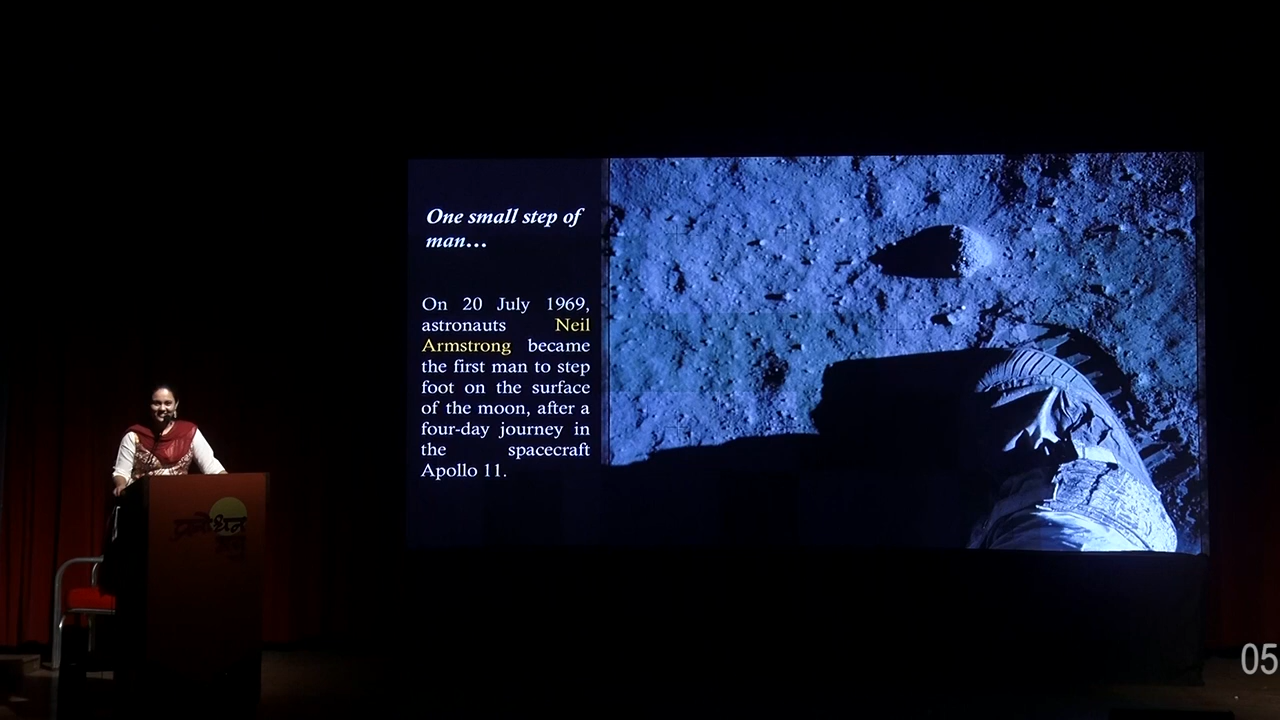 One small step of
man…
On 20 July 1969,
astronauts Neil
Armstrong became
the first man to step
foot on the surface
of the moon, after a
four-day journey in
the spacecraft
Apollo 11.
05